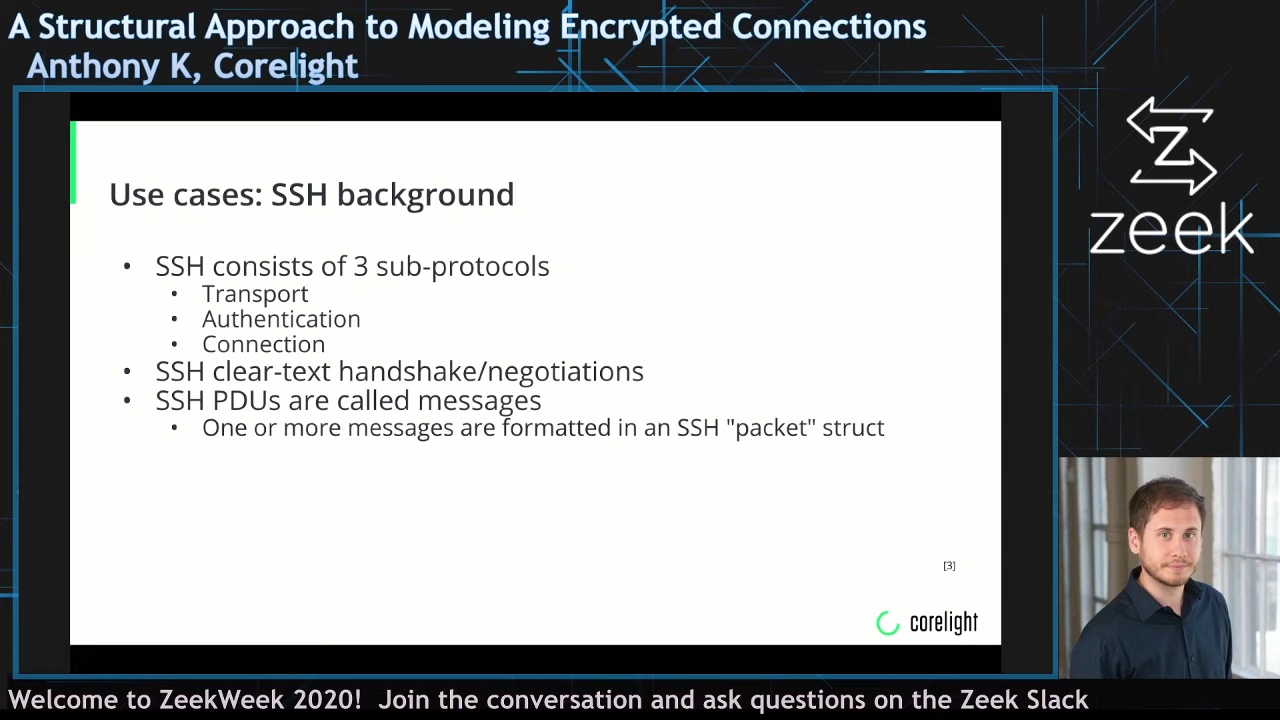 A Structural Approach to Modeling Encrypted Connections
Anthony K, Corelight
zeek
Use cases: SSH background
• SSH consists of 3 sub-protocols
• Transport
• Authentication
• Connection
• SSH clear-text handshake/negotiations
• SSH PDUs are called messages
• One or more messages are formatted in an SSH "packet" struct
[3]
corelight
Welcome to ZeekWeek 2020! Join the conversation and ask questions on the Zeek Slack